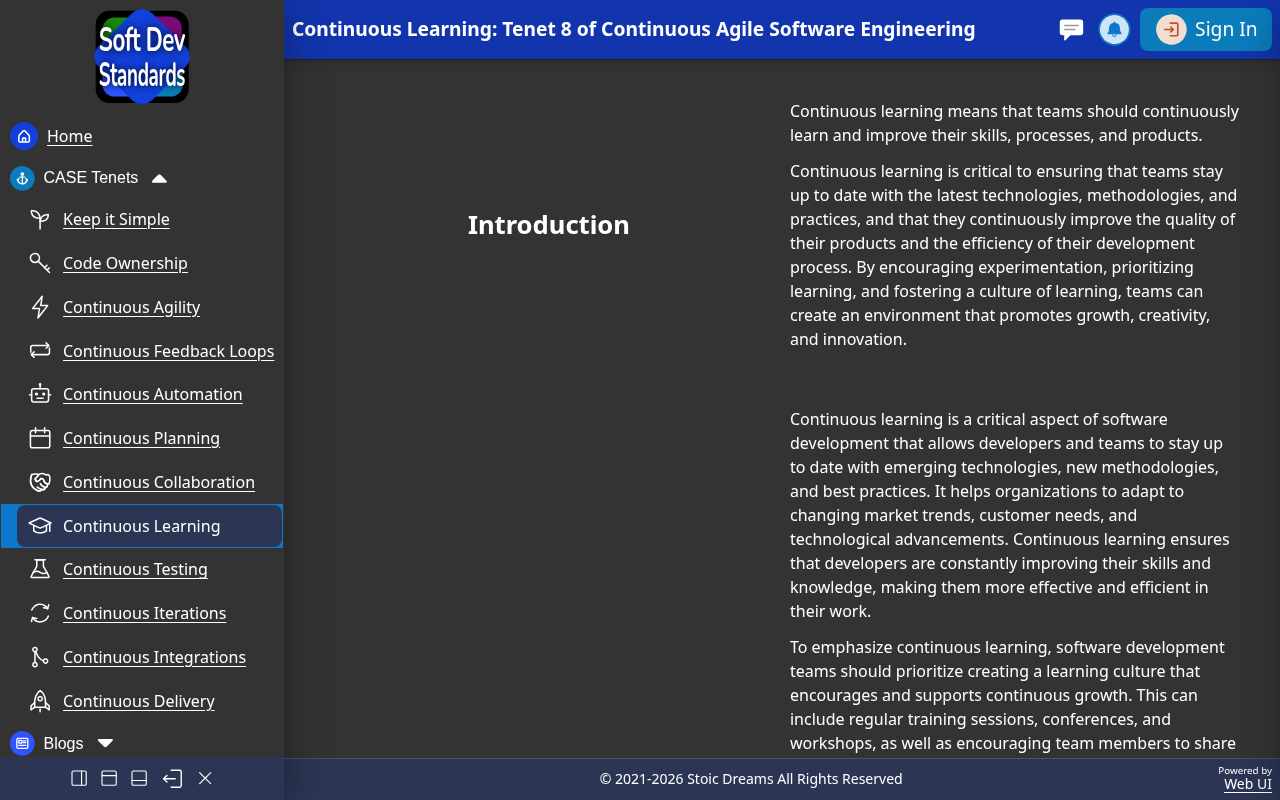 Soft Dev
Standards
Home
CASE Tenets
Keep it Simple
Code Ownership
Continuous Agility
Continuous Feedback Loops
Continuous Automation
Continuous Planning
Continuous Collaboration
Continuous Learning
Continuous Testing
Continuous Iterations
Continuous Integrations
Continuous Delivery
Blogs
Continuous Learning: Tenet 8 of Continuous Agile Software Engineering
Sign In
Introduction
Continuous learning means that teams should continuously
learn and improve their skills, processes, and products.
Continuous learning is critical to ensuring that teams stay
up to date with the latest technologies, methodologies, and
practices, and that they continuously improve the quality of
their products and the efficiency of their development
process. By encouraging experimentation, prioritizing
learning, and fostering a culture of learning, teams can
create an environment that promotes growth, creativity,
and innovation.
Continuous learning is a critical aspect of software
development that allows developers and teams to stay up
to date with emerging technologies, new methodologies,
and best practices. It helps organizations to adapt to
changing market trends, customer needs, and
technological advancements. Continuous learning ensures
that developers are constantly improving their skills and
knowledge, making them more effective and efficient in
their work.
To emphasize continuous learning, software development
teams should prioritize creating a learning culture that
encourages and supports continuous growth. This can
include regular training sessions, conferences, and
workshops, as well as encouraging team members to share
© 2021-2026 Stoic Dreams All Rights Reserved
Powered by
Web UI